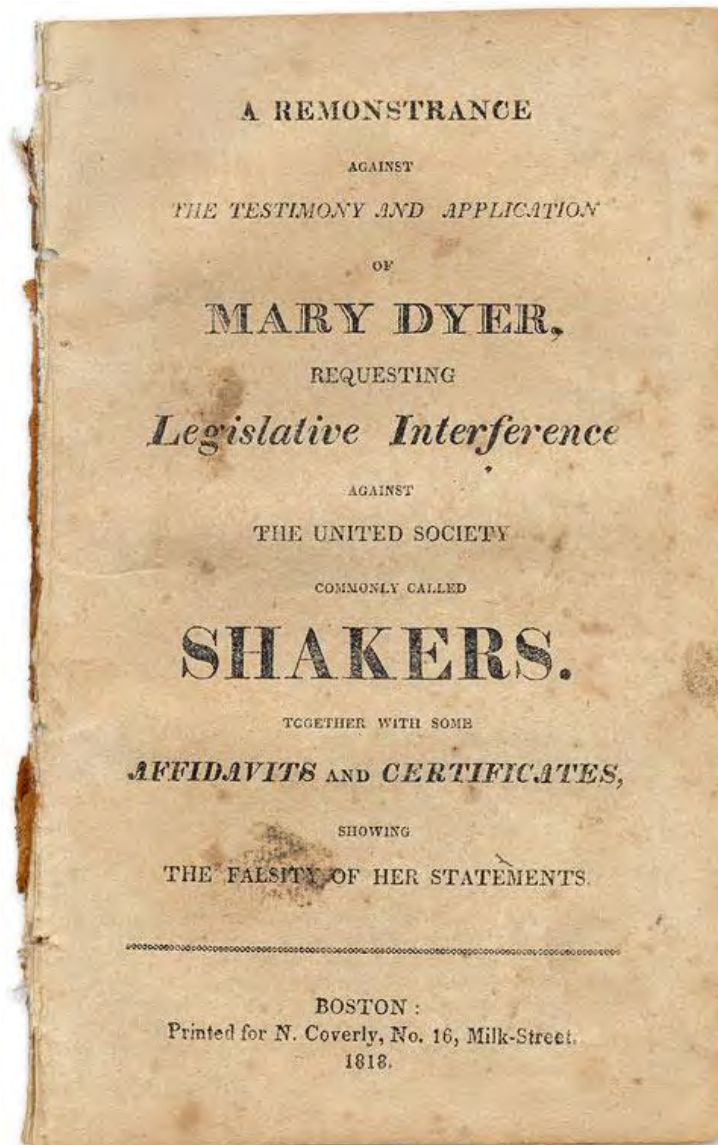 A REMONSTRANCE
AGAINST
THE TESTIMONY AND APPLICATION
OF
MARY DYER,
REQUESTING
Legislative Interference
AGAINST
THE UNITED SOCIETY
COMMONLY CALLED
SHAKERS.
TOGETHER WITH SOME
AFFIDAVITS AND CERTIFICATES,
SHOWING
THE FALSITY OF HER STATEMENTS.
BOSTON :
Printed for N. Coverly, No. 16, Milk-Street.
1818.